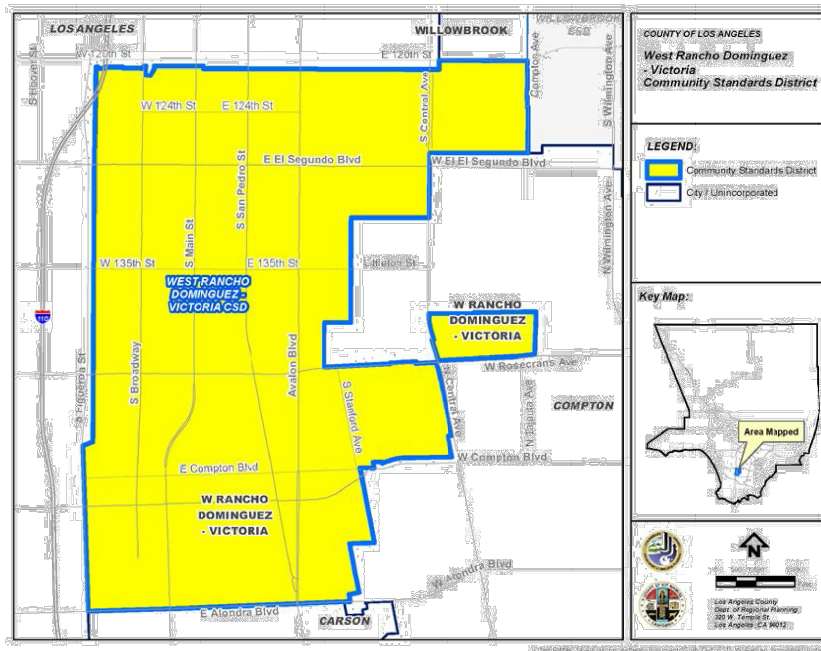 LOS ANGELES
WILLOWBROOK
WILLOWBROOK
CSD
W 120th St
E 120th St
S Hoover St
Compton Ave
S Wilmington Ave
S Central Ave
W 124th St
E 124th St
E El Segundo Blvd
W El El Segundo Blvd
S San Pedro St
S Main St
N Wilmington Ave
W 135th St
E 135th St
WEST RANCHO
DOMINGUEZ -
VICTORIA CSD
110
W RANCHO
DOMINGUEZ
- VICTORIA
W Rosecrans Ave
Avalon Blvd
S Broadway
S Figueroa St
S Stanford Ave
N Central Ave
COMPTON
W Compton Blvd
E Compton Blvd
W RANCHO
DOMINGUEZ
- VICTORIA
W Alondra Blvd
E Alondra Blvd
CARSON
COUNTY OF LOS ANGELES
West Rancho Dominguez
- Victoria
Community Standards District
LEGEND:
Community Standards District
City / Unincorporated
Key Map:
Area Mapped
N
Los Angeles County
Dept. of Regional Planning
320 W. Temple St.
Los Angeles, CA 90012